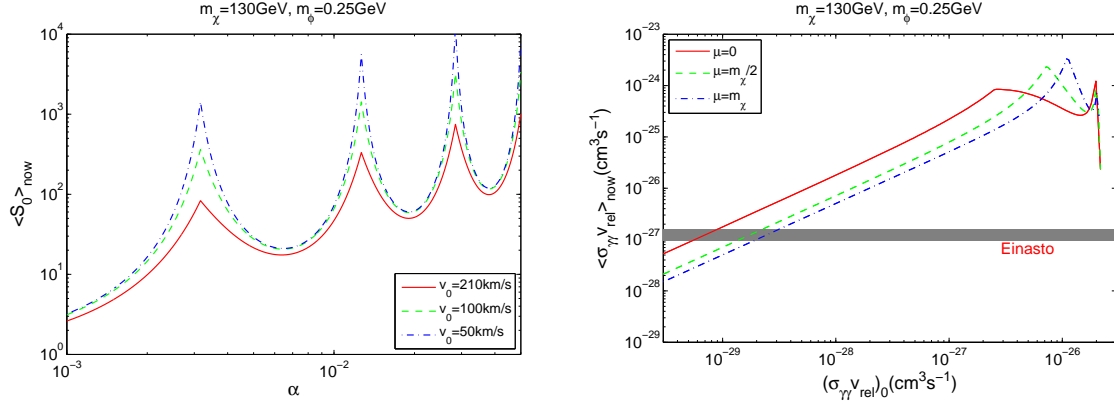 m_χ=130GeV, m_ϕ=0.25GeV
<S_0>_now
10^4
10^3
10^2
10^1
10^0
10^−3
10^−2
α
v_0=210km/s
v_0=100km/s
v_0=50km/s
m_χ=130GeV, m_ϕ=0.25GeV
<σ_γγ v_rel>_now (cm^3 s^−1)
10^−23
10^−24
10^−25
10^−26
10^−27
10^−28
10^−29
μ=0
μ=m_χ/2
μ=m_χ
Einasto
10^−29
10^−28
10^−27
10^−26
(σ_γγ v_rel)_0 (cm^3 s^−1)